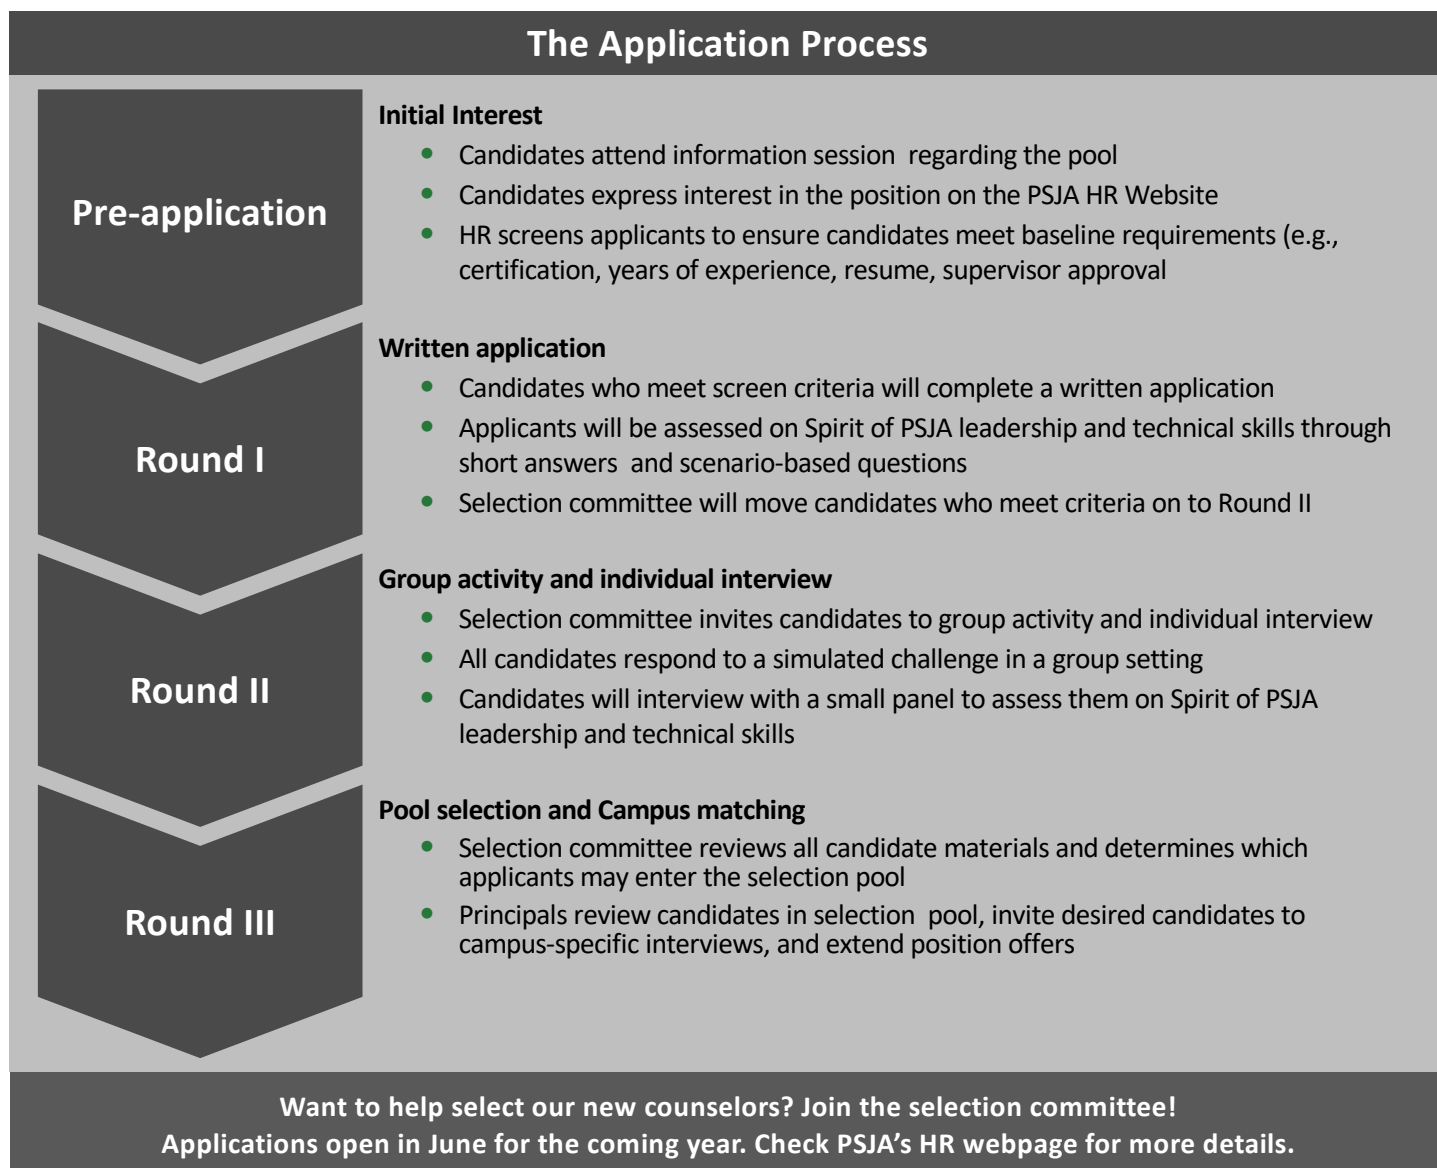 The Application Process
Pre-application
Initial Interest
• Candidates attend information session  regarding the pool
• Candidates express interest in the position on the PSJA HR Website
• HR screens applicants to ensure candidates meet baseline requirements (e.g.,
certification, years of experience, resume, supervisor approval
Round I
Written application
• Candidates who meet screen criteria will complete a written application
• Applicants will be assessed on Spirit of PSJA leadership and technical skills through
short answers  and scenario-based questions
• Selection committee will move candidates who meet criteria on to Round II
Round II
Group activity and individual interview
• Selection committee invites candidates to group activity and individual interview
• All candidates respond to a simulated challenge in a group setting
• Candidates will interview with a small panel to assess them on Spirit of PSJA
leadership and technical skills
Round III
Pool selection and Campus matching
• Selection committee reviews all candidate materials and determines which
applicants may enter the selection pool
• Principals review candidates in selection  pool, invite desired candidates to
campus-specific interviews, and extend position offers
Want to help select our new counselors? Join the selection committee!
Applications open in June for the coming year. Check PSJA’s HR webpage for more details.